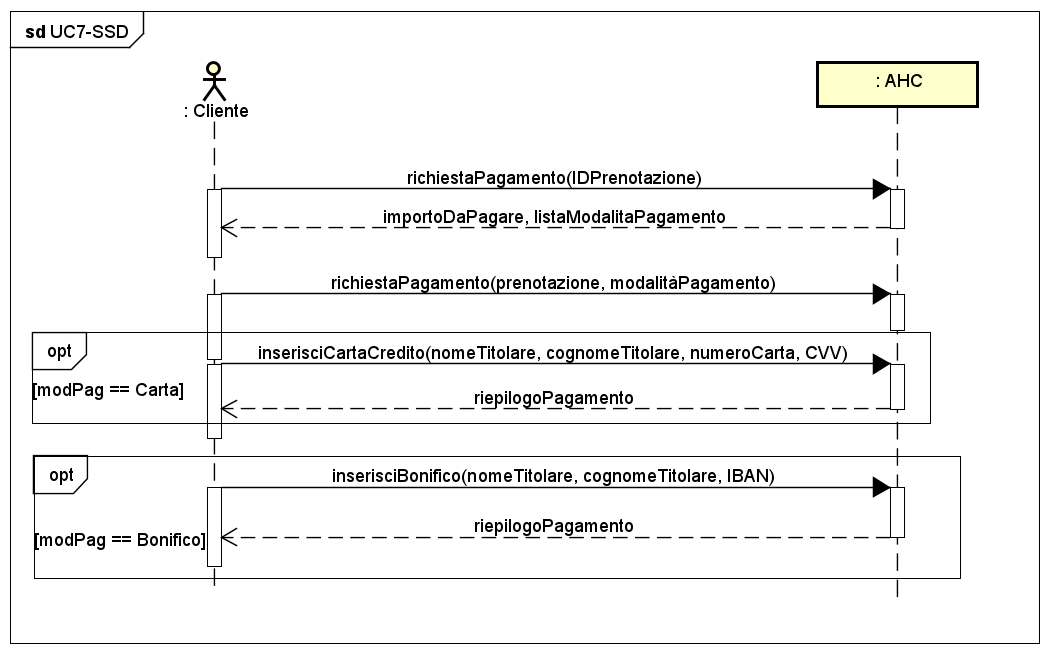 sd UC7-SSD
: Cliente
: AHC
richiestaPagamento(IDPrenotazione)
importoDaPagare, listaModalitaPagamento
richiestaPagamento(prenotazione, modalitàPagamento)
opt
inserisciCartaCredito(nomeTitolare, cognomeTitolare, numeroCarta, CVV)
[modPag == Carta]
riepilogoPagamento
opt
inserisciBonifico(nomeTitolare, cognomeTitolare, IBAN)
riepilogoPagamento
[modPag == Bonifico]